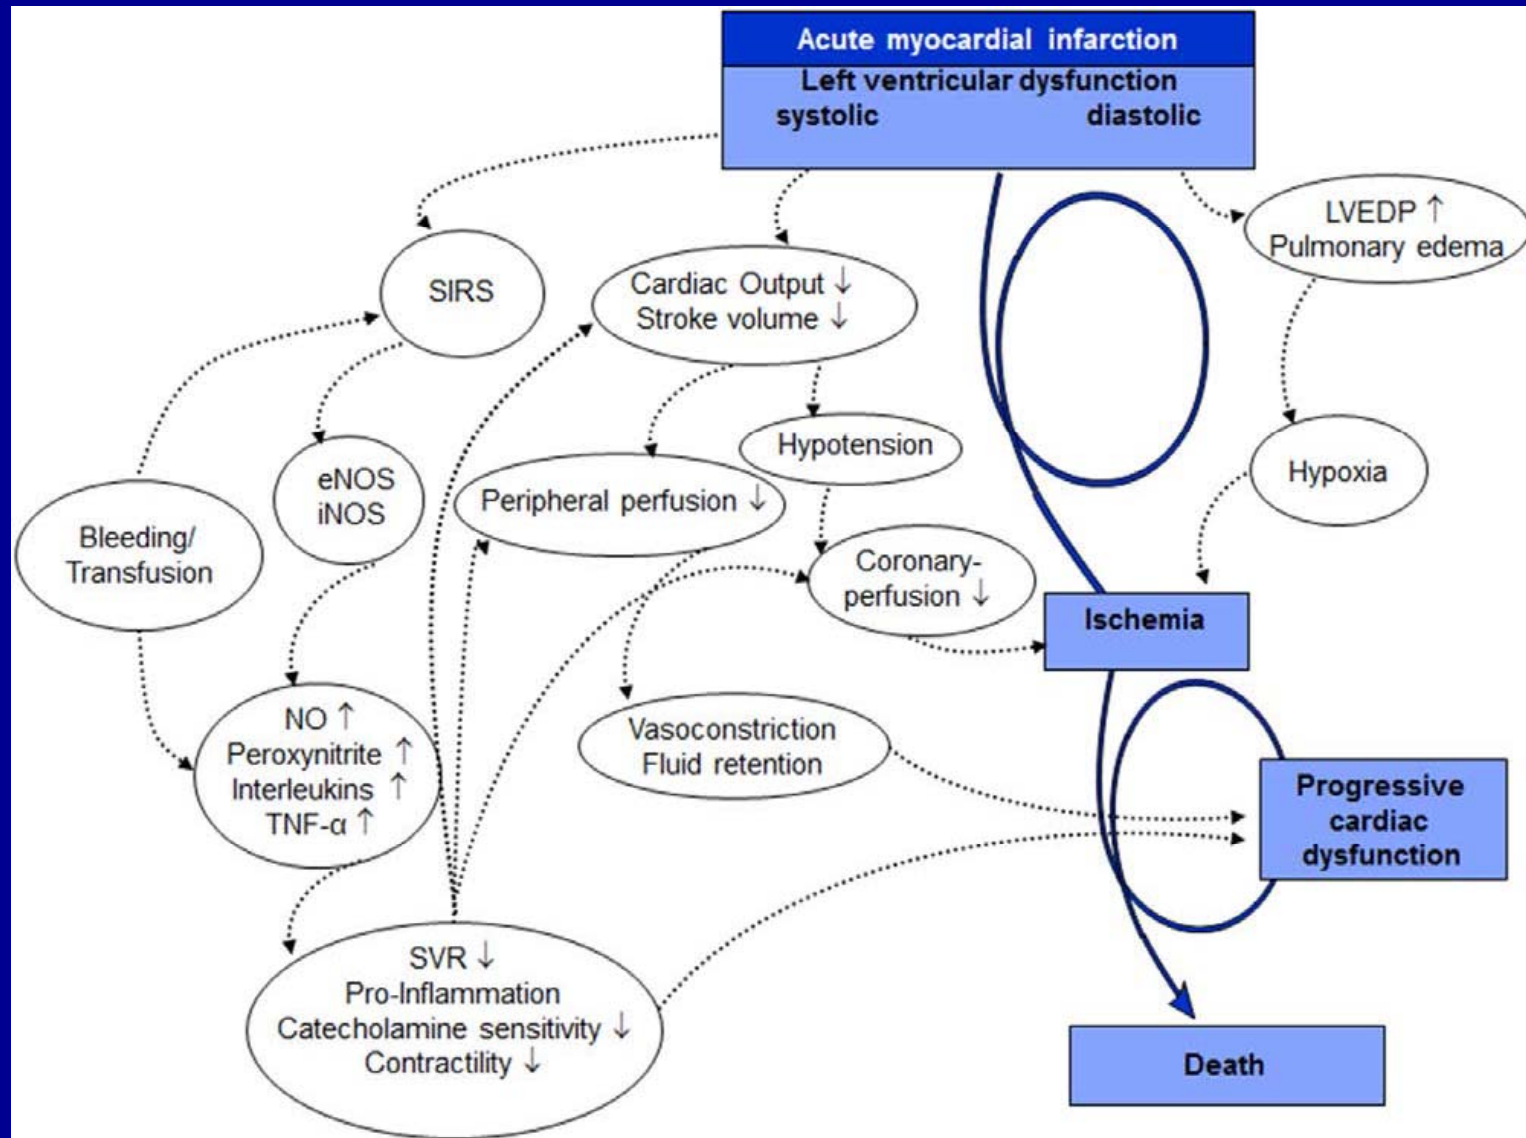 Acute myocardial infarction
Left ventricular dysfunction
systolic diastolic
LVEDP ↑
Pulmonary edema
SIRS
Cardiac Output ↓
Stroke volume ↓
Hypotension
Hypoxia
eNOS
iNOS
Peripheral perfusion ↓
Bleeding/
Transfusion
Coronary-
perfusion ↓
Ischemia
NO ↑
Peroxynitrite ↑
Interleukins ↑
TNF-α ↑
Vasoconstriction
Fluid retention
Progressive
cardiac
dysfunction
SVR ↓
Pro-Inflammation
Catecholamine sensitivity ↓
Contractility ↓
Death